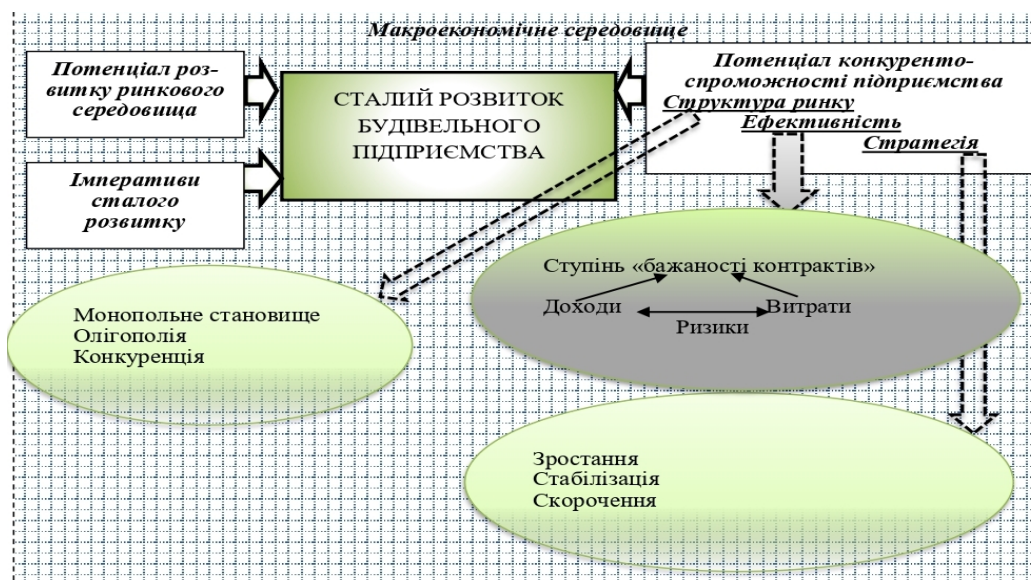 Макроекономічне середовище
Потенціал роз-
витку ринкового
середовища
СТАЛИЙ РОЗВИТОК
БУДІВЕЛЬНОГО
ПІДПРИЄМСТВА
Потенціал конкуренто-
спроможності підприємства
Структура ринку
Ефективність
Стратегія
Імперативи
сталого
розвитку
Ступінь «бажаності контрактів»
Доходи
Витрати
Ризики
Монопольне становище
Олігополія
Конкуренція
Зростання
Стабілізація
Скорочення